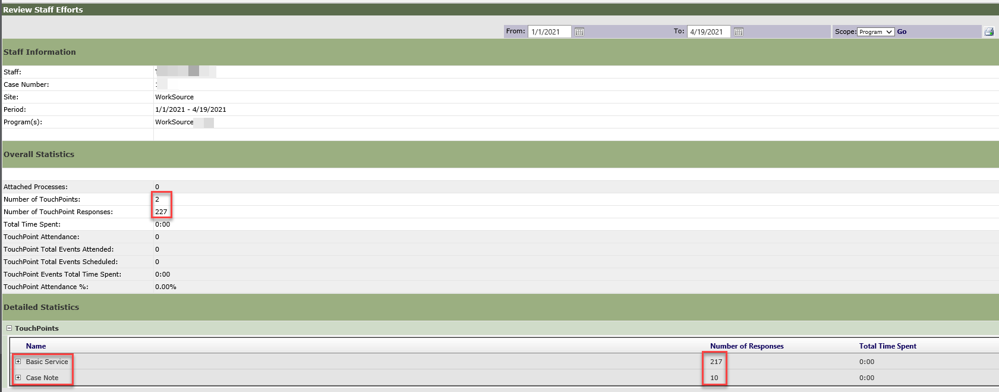 Review Staff Efforts
From: 1/1/2021 To: 4/19/2021 Scope: Program Go
Staff Information
Staff:
Case Number:
Site: WorkSource
Period: 1/1/2021 - 4/19/2021
Program(s): WorkSource
Overall Statistics
Attached Processes: 0
Number of TouchPoints: 2
Number of TouchPoint Responses: 227
Total Time Spent: 0:00
TouchPoint Attendance: 0
TouchPoint Total Events Attended: 0
TouchPoint Total Events Scheduled: 0
TouchPoint Events Total Time Spent: 0:00
TouchPoint Attendance %: 0.00%
Detailed Statistics
TouchPoints
Name Number of Responses Total Time Spent
Basic Service 217 0:00
Case Note 10 0:00